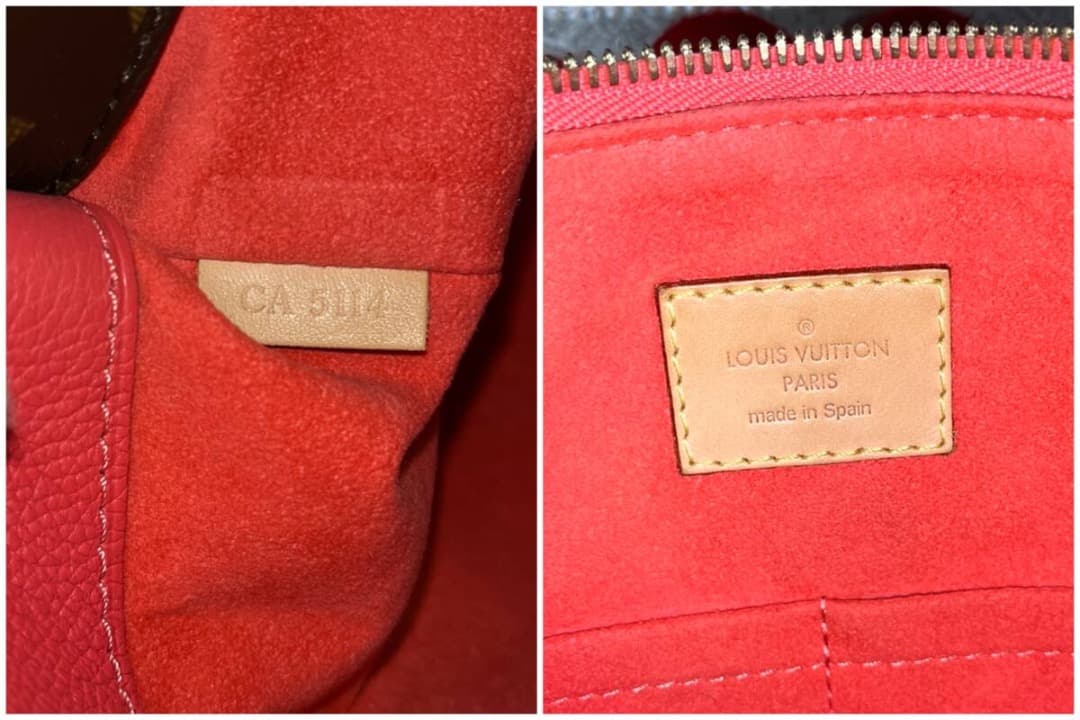 CA 5114
®
LOUIS VUITTON
PARIS
made in Spain